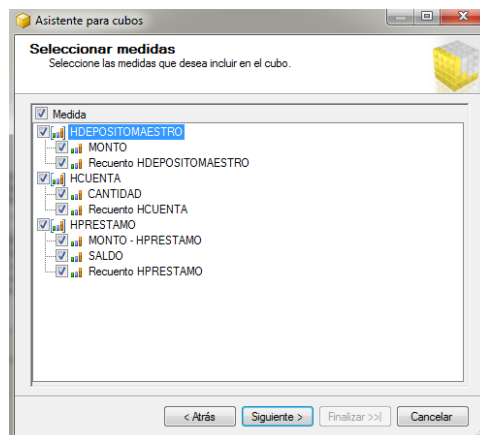 Asistente para cubos
Seleccionar medidas
Seleccione las medidas que desea incluir en el cubo.
Medida
HDEPOSITOMAESTRO
MONTO
Recuento HDEPOSITOMAESTRO
HCUENTA
CANTIDAD
Recuento HCUENTA
HPRESTAMO
MONTO - HPRESTAMO
SALDO
Recuento HPRESTAMO
< Atrás
Siguiente >
Finalizar >>|
Cancelar